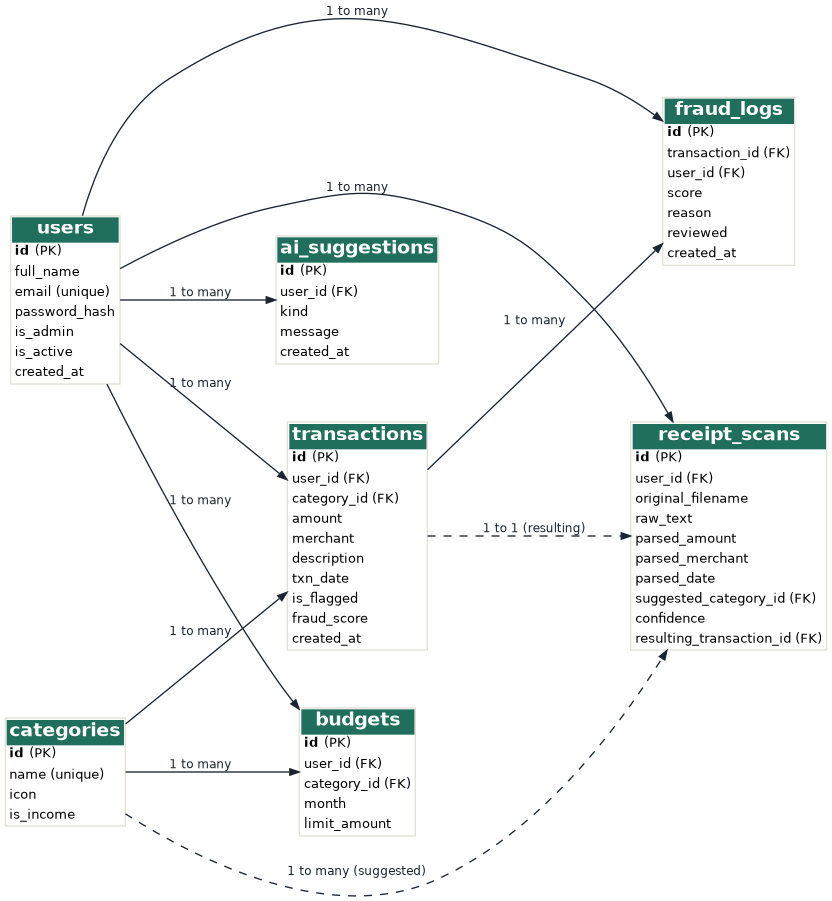 1 to many
fraud_logs
id (PK)
transaction_id (FK)
user_id (FK)
score
reason
reviewed
created_at
1 to many
users
id (PK)
full_name
email (unique)
password_hash
is_admin
is_active
created_at
ai_suggestions
id (PK)
user_id (FK)
kind
message
created_at
1 to many
1 to many
1 to many
transactions
id (PK)
user_id (FK)
category_id (FK)
amount
merchant
description
txn_date
is_flagged
fraud_score
created_at
receipt_scans
id (PK)
user_id (FK)
original_filename
raw_text
parsed_amount
parsed_merchant
parsed_date
suggested_category_id (FK)
confidence
resulting_transaction_id (FK)
1 to many
1 to 1 (resulting)
1 to many
categories
id (PK)
name (unique)
icon
is_income
budgets
id (PK)
user_id (FK)
category_id (FK)
month
limit_amount
1 to many
1 to many (suggested)